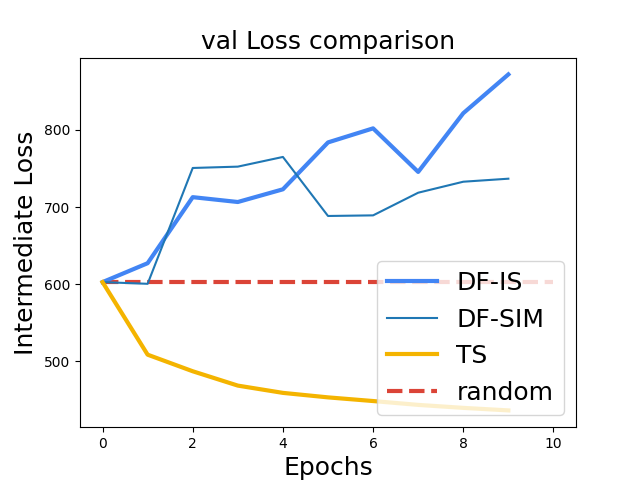 val Loss comparison
Intermediate Loss
800
700
600
500
DF-IS
DF-SIM
TS
random
0 2 4 6 8 10
Epochs